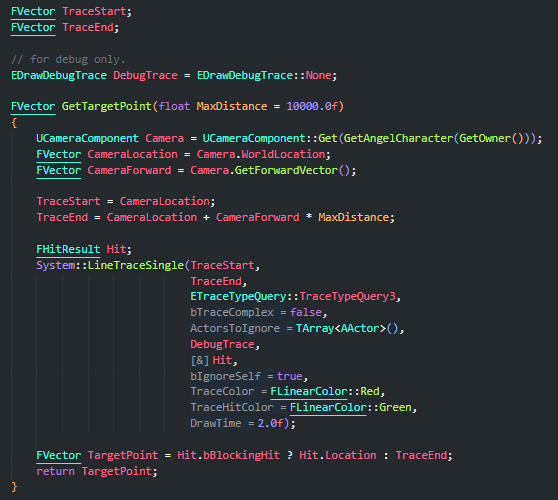 FVector TraceStart;
FVector TraceEnd;
// for debug only.
EDrawDebugTrace DebugTrace = EDrawDebugTrace::None;
FVector GetTargetPoint(float MaxDistance = 10000.0f)
{
UCameraComponent Camera = UCameraComponent::Get(GetAngelCharacter(GetOwner()));
FVector CameraLocation = Camera.WorldLocation;
FVector CameraForward = Camera.GetForwardVector();
TraceStart = CameraLocation;
TraceEnd = CameraLocation + CameraForward * MaxDistance;
FHitResult Hit;
System::LineTraceSingle(TraceStart,
TraceEnd,
ETraceTypeQuery::TraceTypeQuery3,
bTraceComplex = false,
ActorsToIgnore = TArray<AActor>(),
DebugTrace,
[&] Hit,
bIgnoreSelf = true,
TraceColor = FLinearColor::Red,
TraceHitColor = FLinearColor::Green,
DrawTime = 2.0f);
FVector TargetPoint = Hit.bBlockingHit ? Hit.Location : TraceEnd;
return TargetPoint;
}